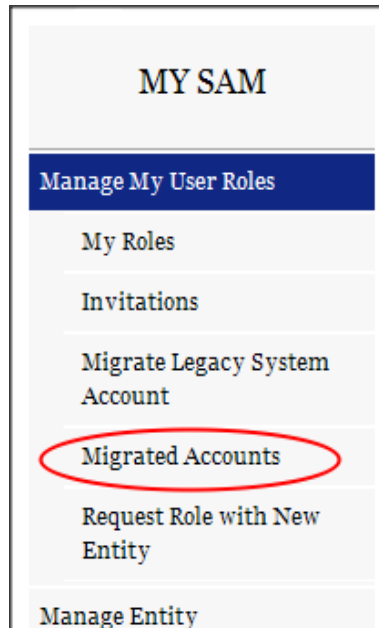 MY SAM
Manage My User Roles
My Roles
Invitations
Migrate Legacy System
Account
Migrated Accounts
Request Role with New
Entity
Manage Entity